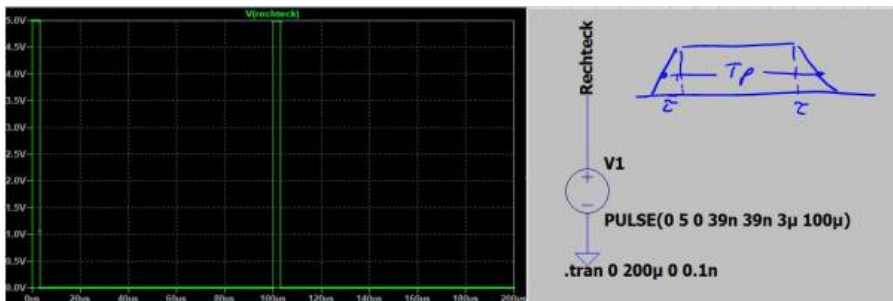 V(rechteck)
5.0V
4.5V
4.0V
3.5V
3.0V
2.5V
2.0V
1.5V
1.0V
0.5V
0.0V
0µs 20µs 40µs 60µs 80µs 100µs 120µs 140µs 160µs 180µs 200µs
Rechteck
Tp
τ τ
V1
PULSE(0 5 0 39n 39n 3µ 100µ)
.tran 0 200µ 0 0.1n